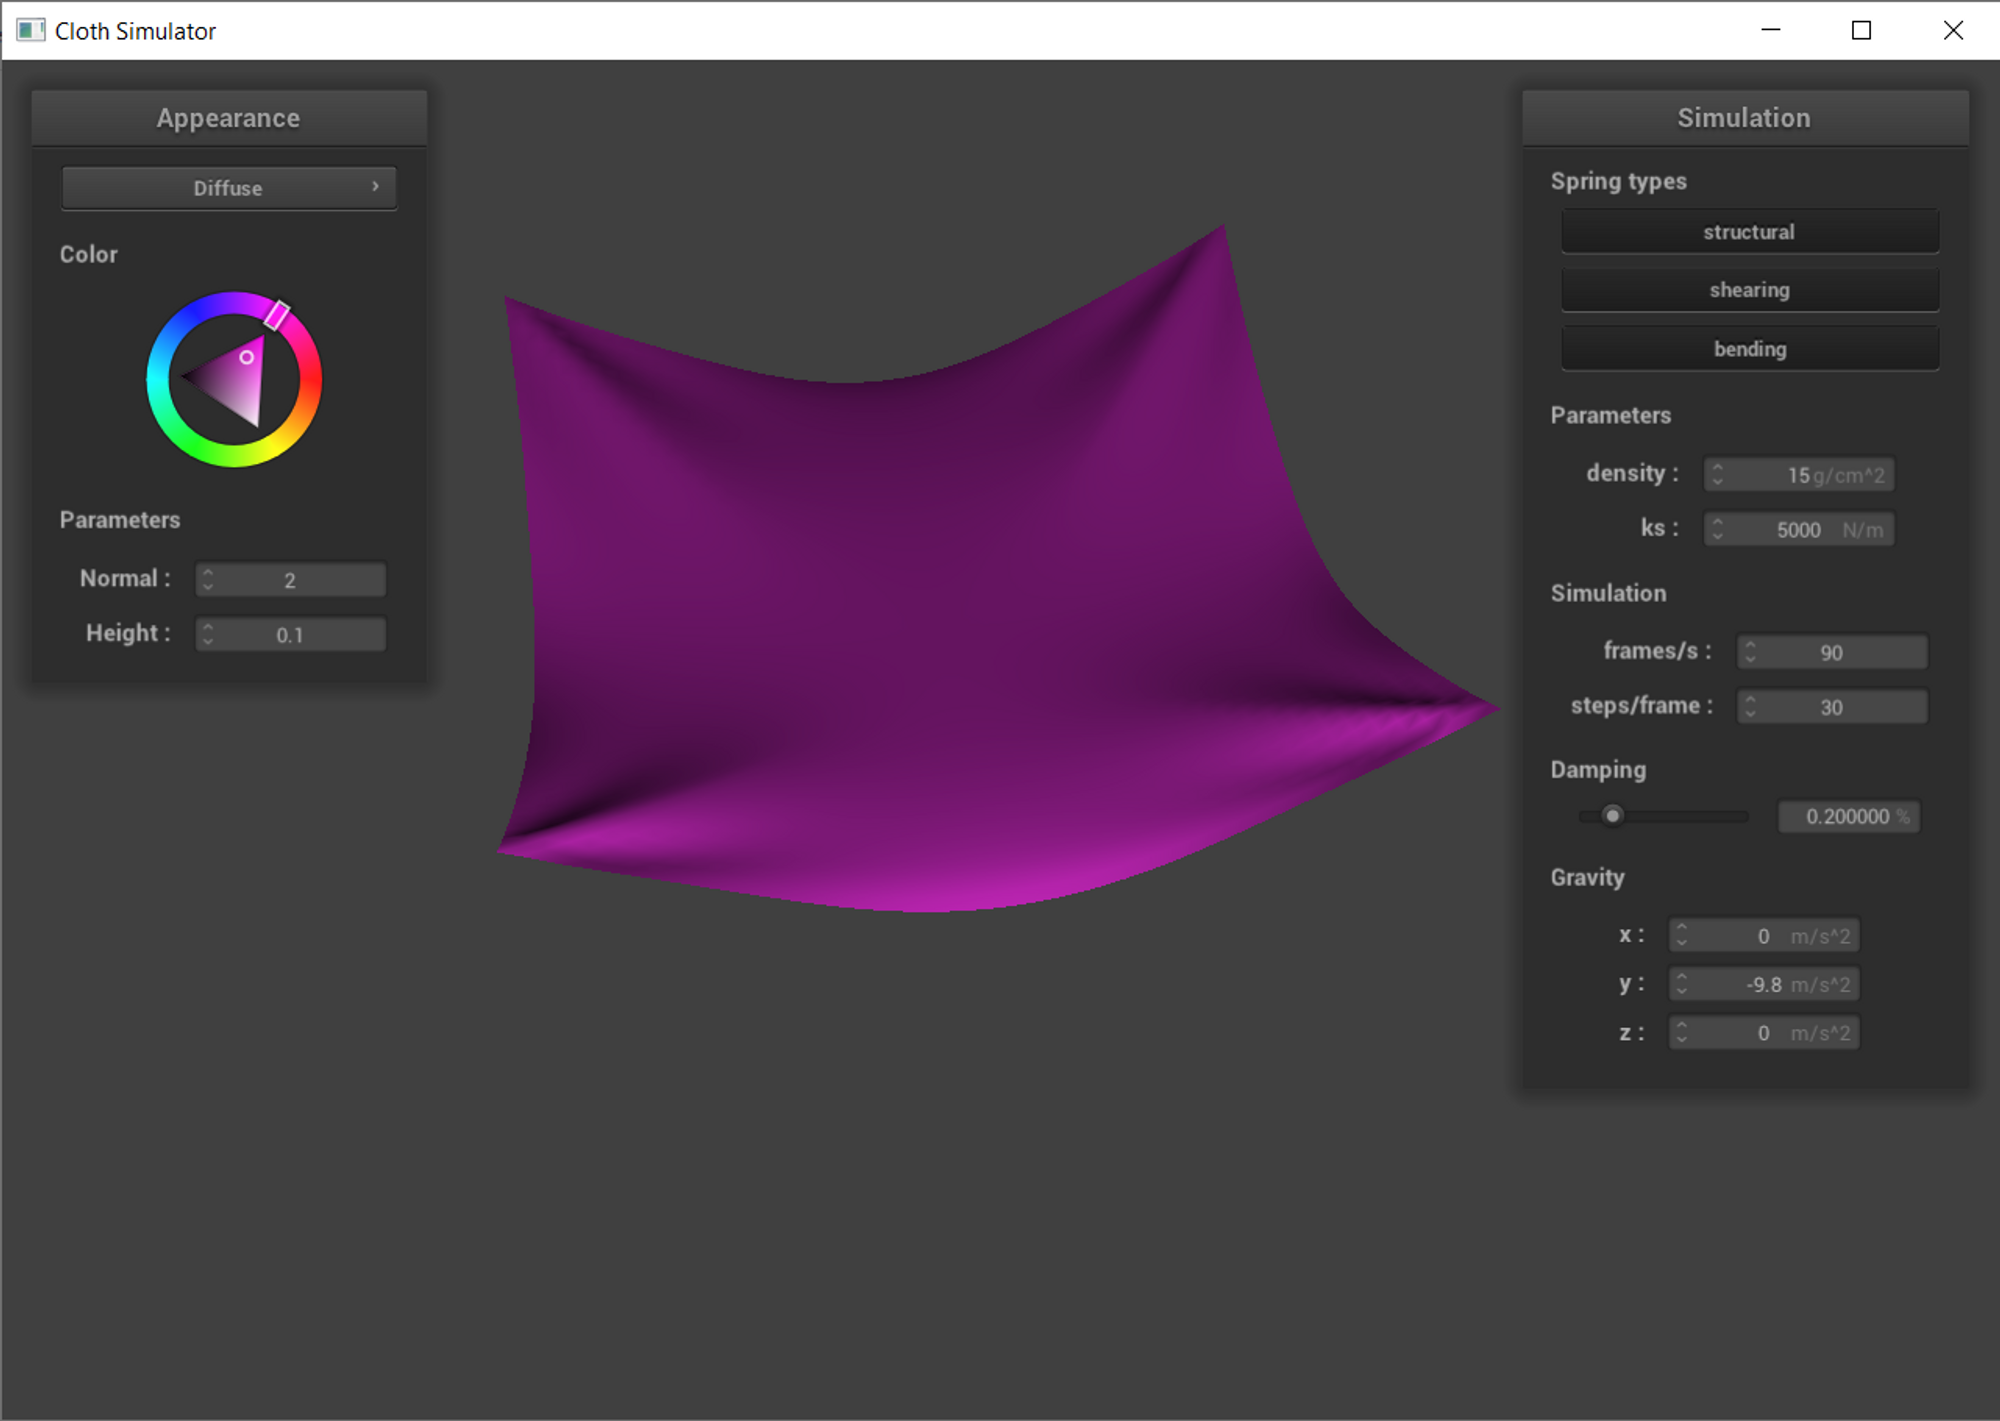 Cloth Simulator
Appearance
Diffuse
Color
Parameters
Normal : 2
Height : 0.1
Simulation
Spring types
structural
shearing
bending
Parameters
density : 15 g/cm^2
ks : 5000 N/m
Simulation
frames/s : 90
steps/frame : 30
Damping
0.200000 %
Gravity
x : 0 m/s^2
y : -9.8 m/s^2
z : 0 m/s^2